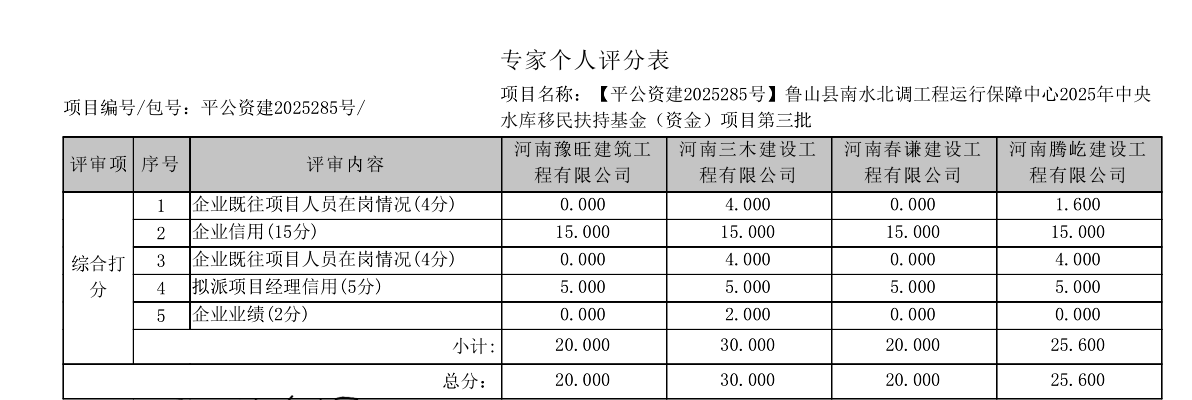 专家个人评分表
项目编号/包号：平公资建2025285号/
项目名称：【平公资建2025285号】鲁山县南水北调工程运行保障中心2025年中央
水库移民扶持基金（资金）项目第三批
评审项 序号 评审内容 河南豫旺建筑工程有限公司 河南三木建设工程有限公司 河南春谦建设工程有限公司 河南腾屹建设工程有限公司
综合打分
1 企业既往项目人员在岗情况(4分) 0.000 4.000 0.000 1.600
2 企业信用(15分) 15.000 15.000 15.000 15.000
3 企业既往项目人员在岗情况(4分) 0.000 4.000 0.000 4.000
4 拟派项目经理信用(5分) 5.000 5.000 5.000 5.000
5 企业业绩(2分) 0.000 2.000 0.000 0.000
小计: 20.000 30.000 20.000 25.600
总分： 20.000 30.000 20.000 25.600